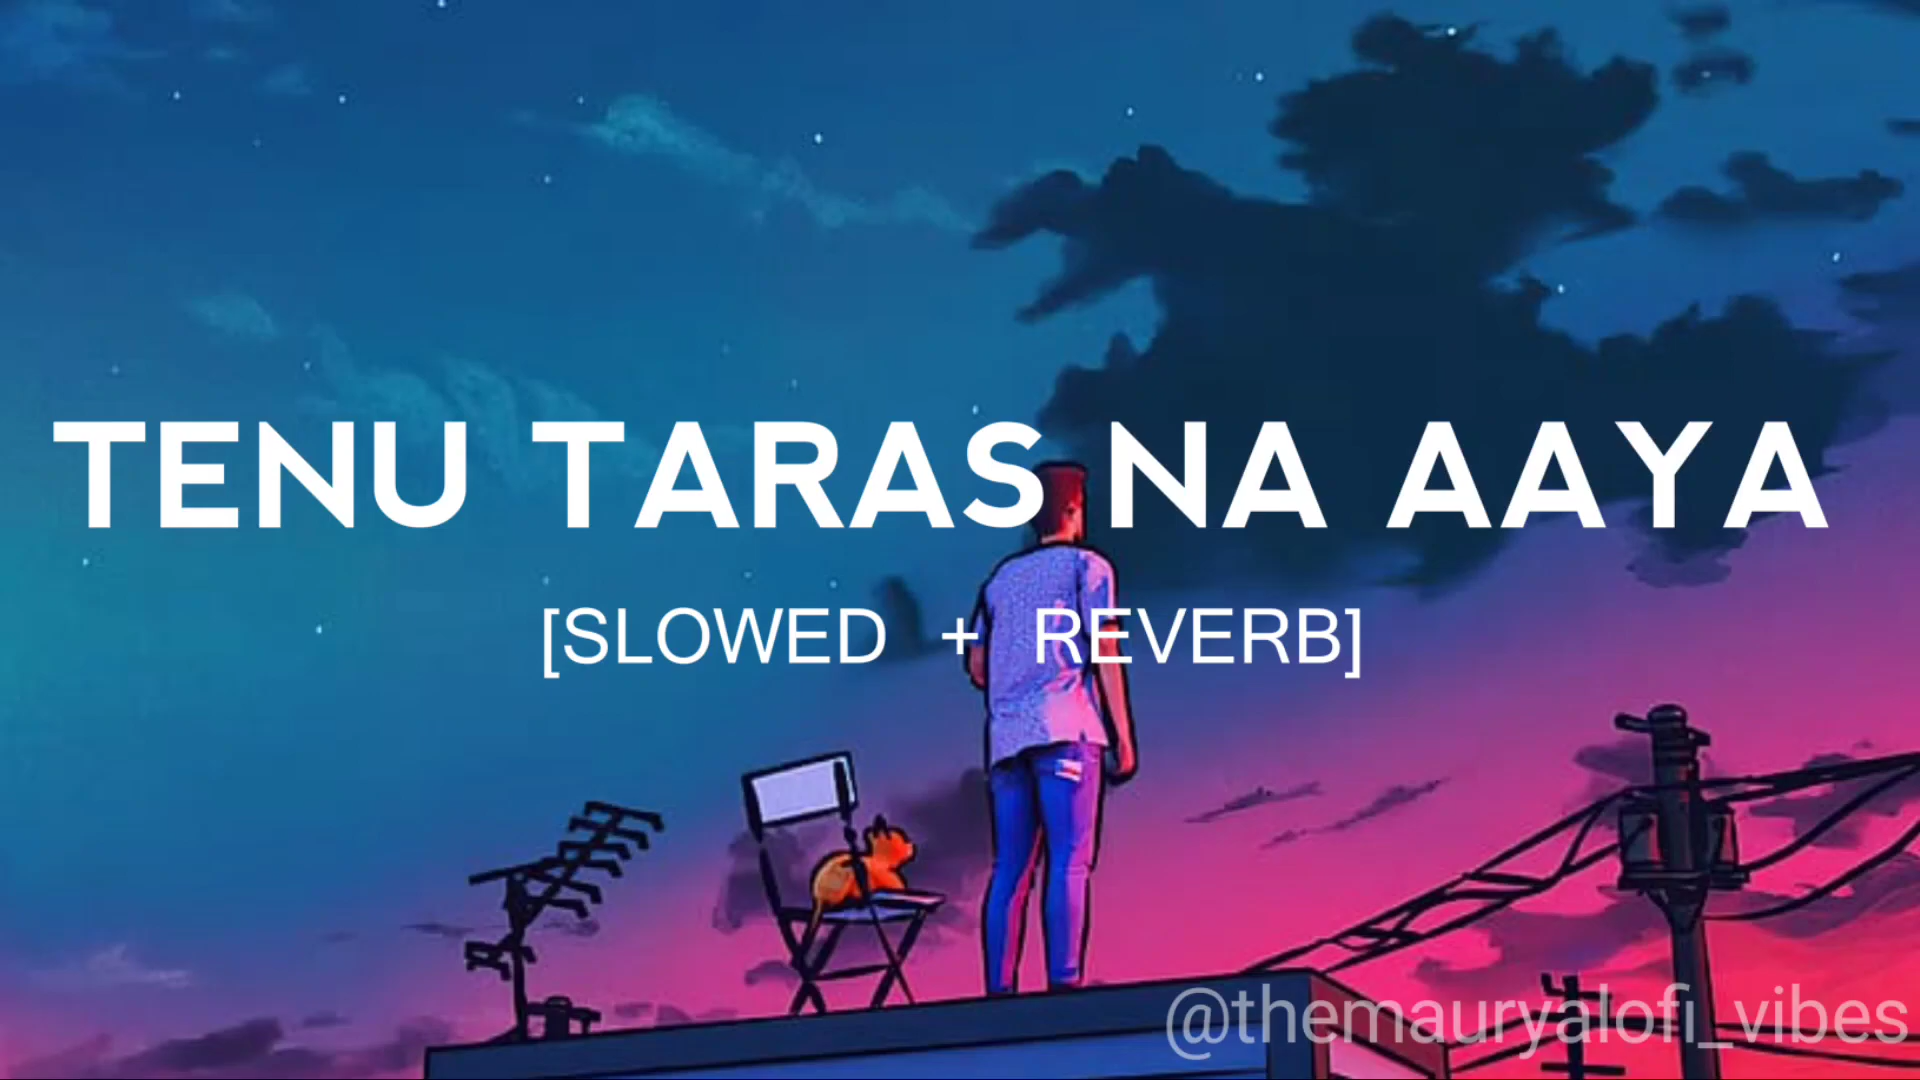 TENU TARAS NA AAYA
[SLOWED + REVERB]
@themauryalofi_vibes